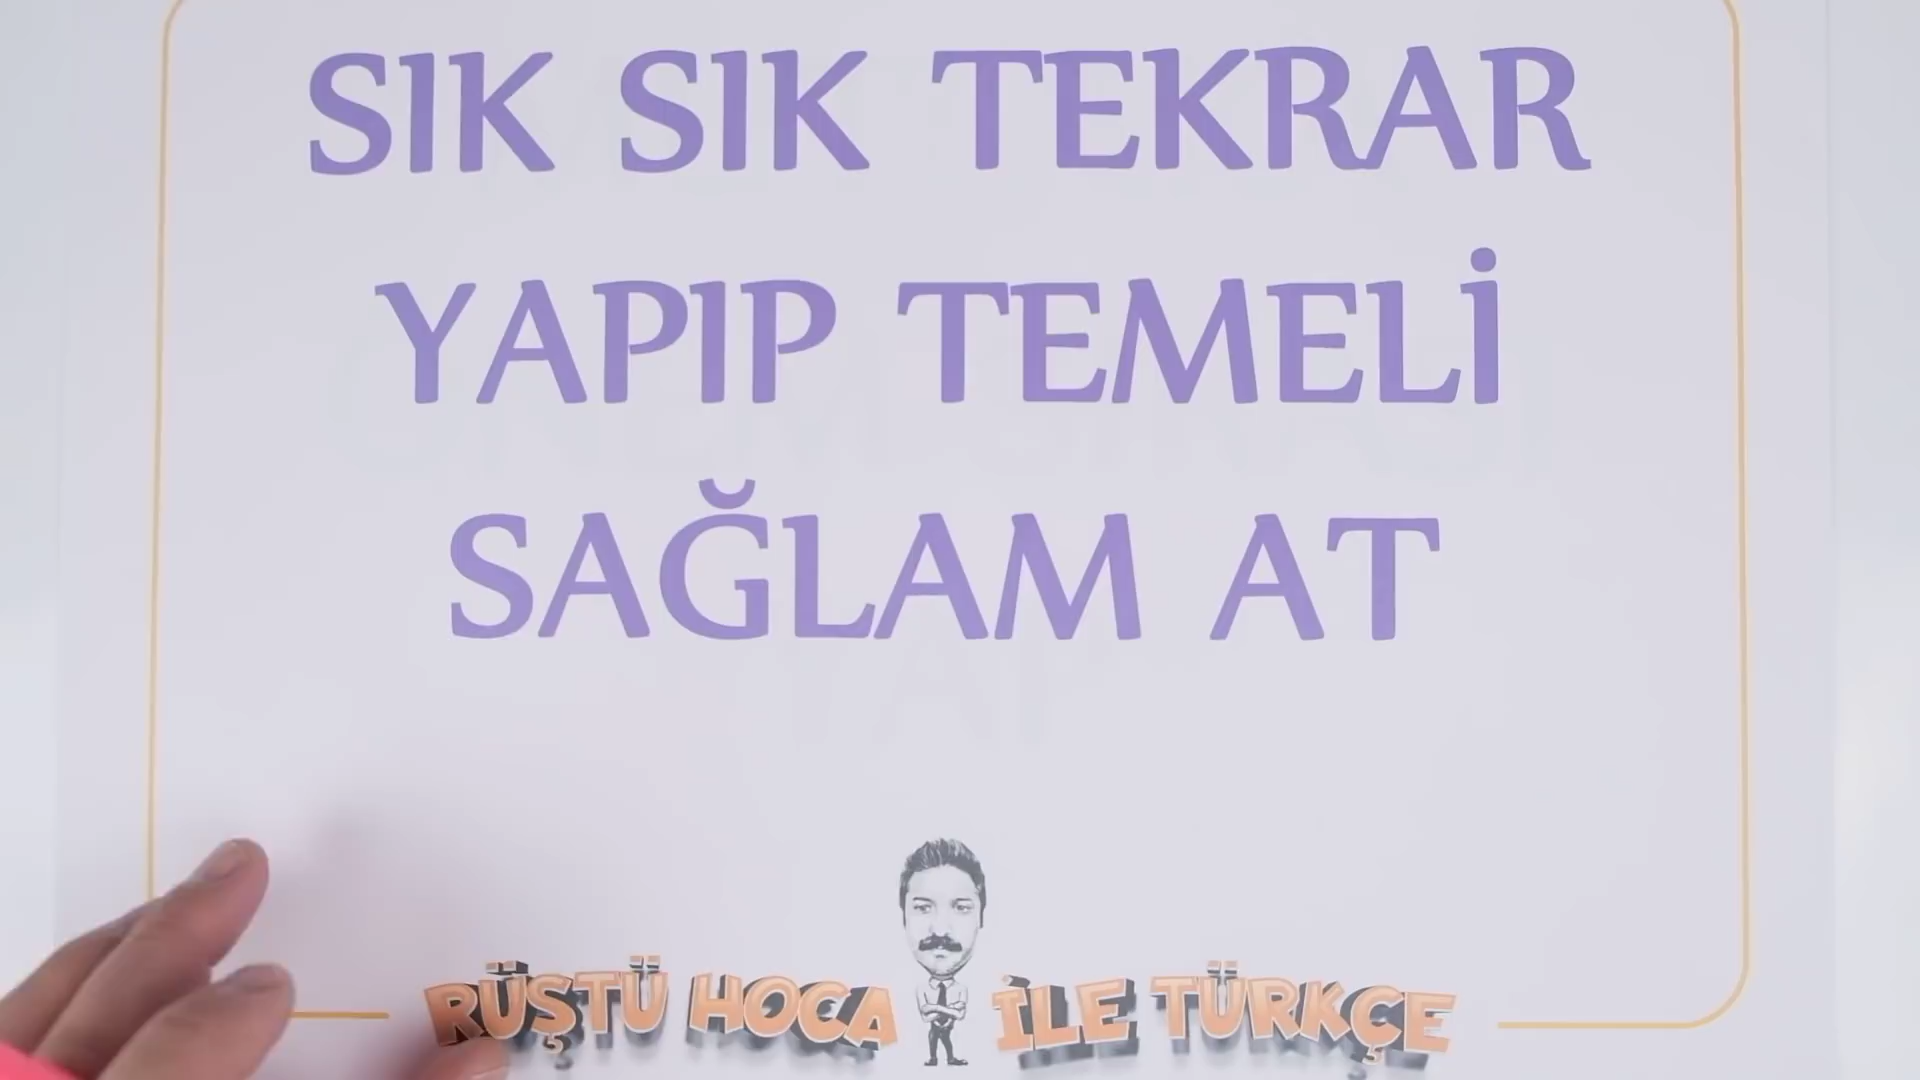 SIK SIK TEKRAR
YAPIP TEMELİ
SAĞLAM AT
RÜŞTÜ HOCA İLE TÜRKÇE